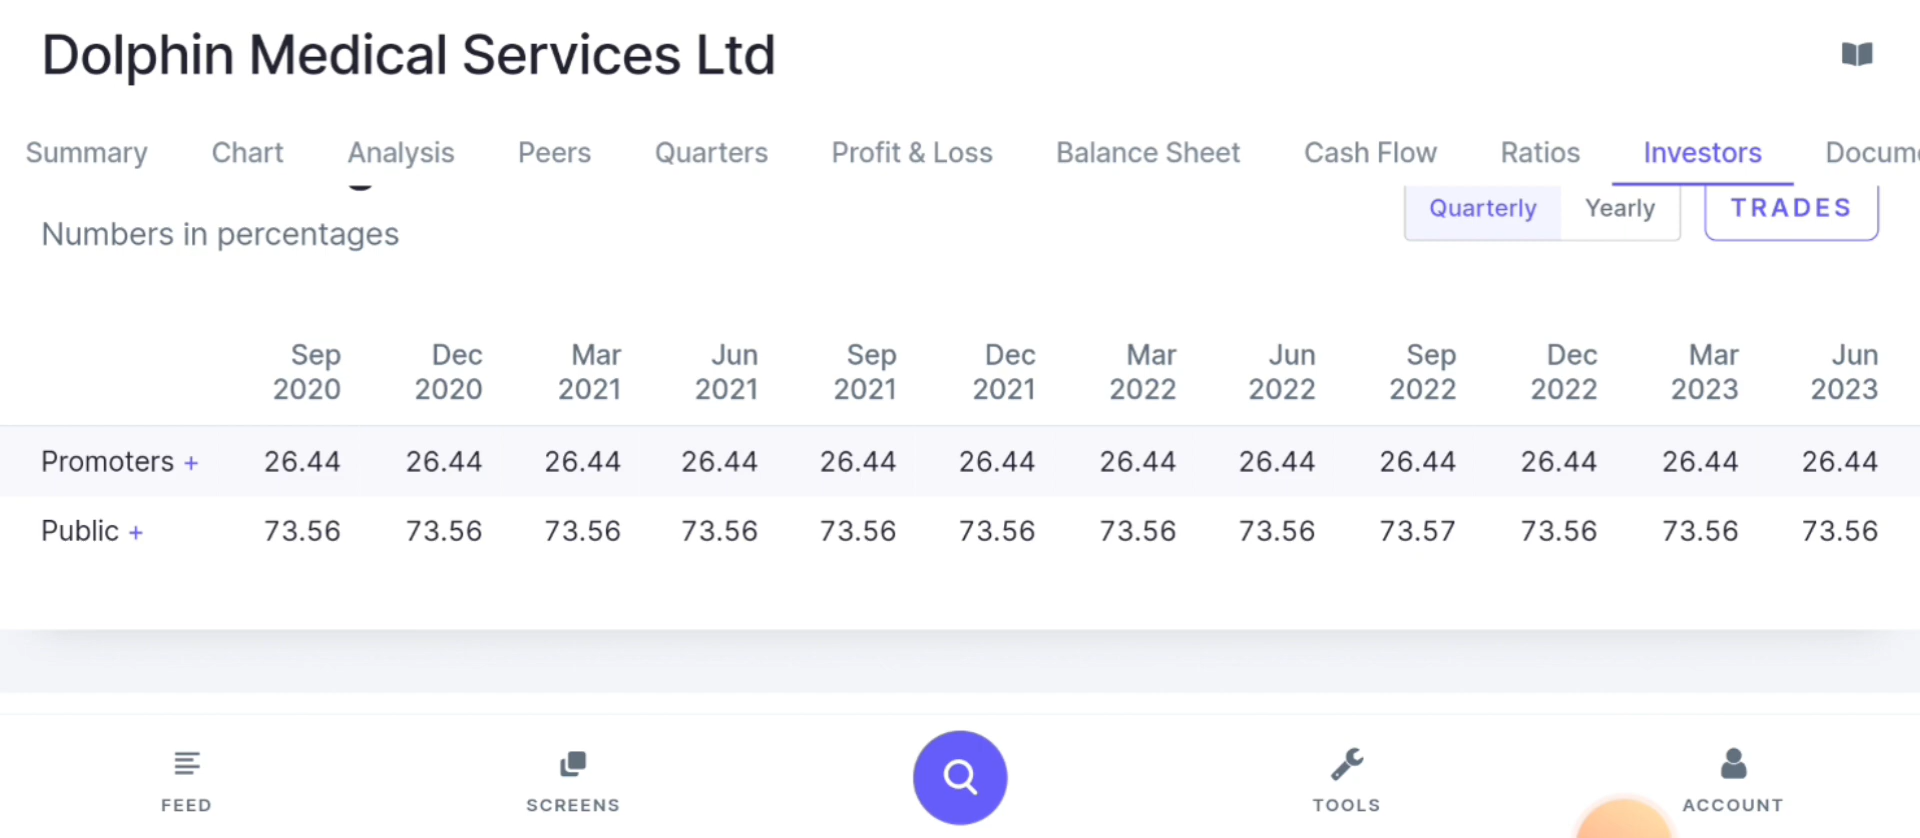 Dolphin Medical Services Ltd
Summary Chart Analysis Peers Quarters Profit & Loss Balance Sheet Cash Flow Ratios Investors Docum
Numbers in percentages
Quarterly Yearly TRADES
Sep Dec Mar Jun Sep Dec Mar Jun Sep Dec Mar Jun
2020 2020 2021 2021 2021 2021 2022 2022 2022 2022 2023 2023
Promoters + 26.44 26.44 26.44 26.44 26.44 26.44 26.44 26.44 26.44 26.44 26.44 26.44
Public + 73.56 73.56 73.56 73.56 73.56 73.56 73.56 73.56 73.57 73.56 73.56 73.56
FEED SCREENS TOOLS ACCOUNT